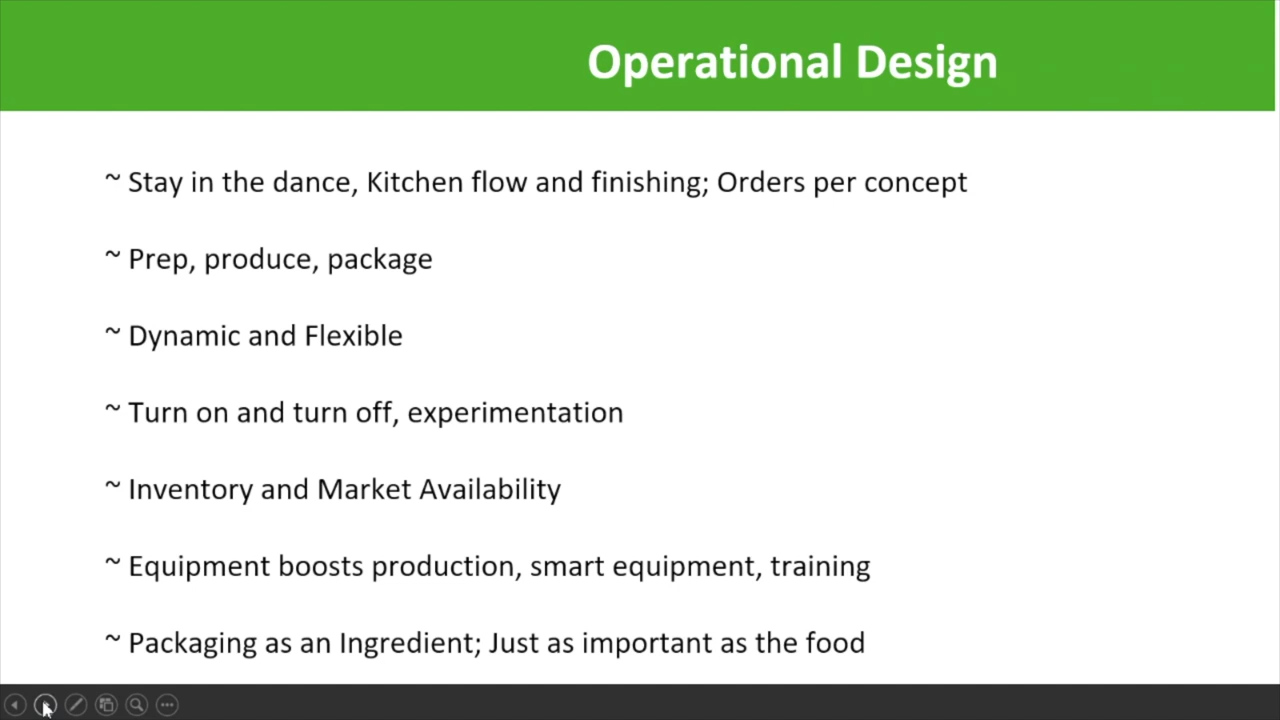 Operational Design
~ Stay in the dance, Kitchen flow and finishing; Orders per concept
~ Prep, produce, package
~ Dynamic and Flexible
~ Turn on and turn off, experimentation
~ Inventory and Market Availability
~ Equipment boosts production, smart equipment, training
~ Packaging as an Ingredient; Just as important as the food